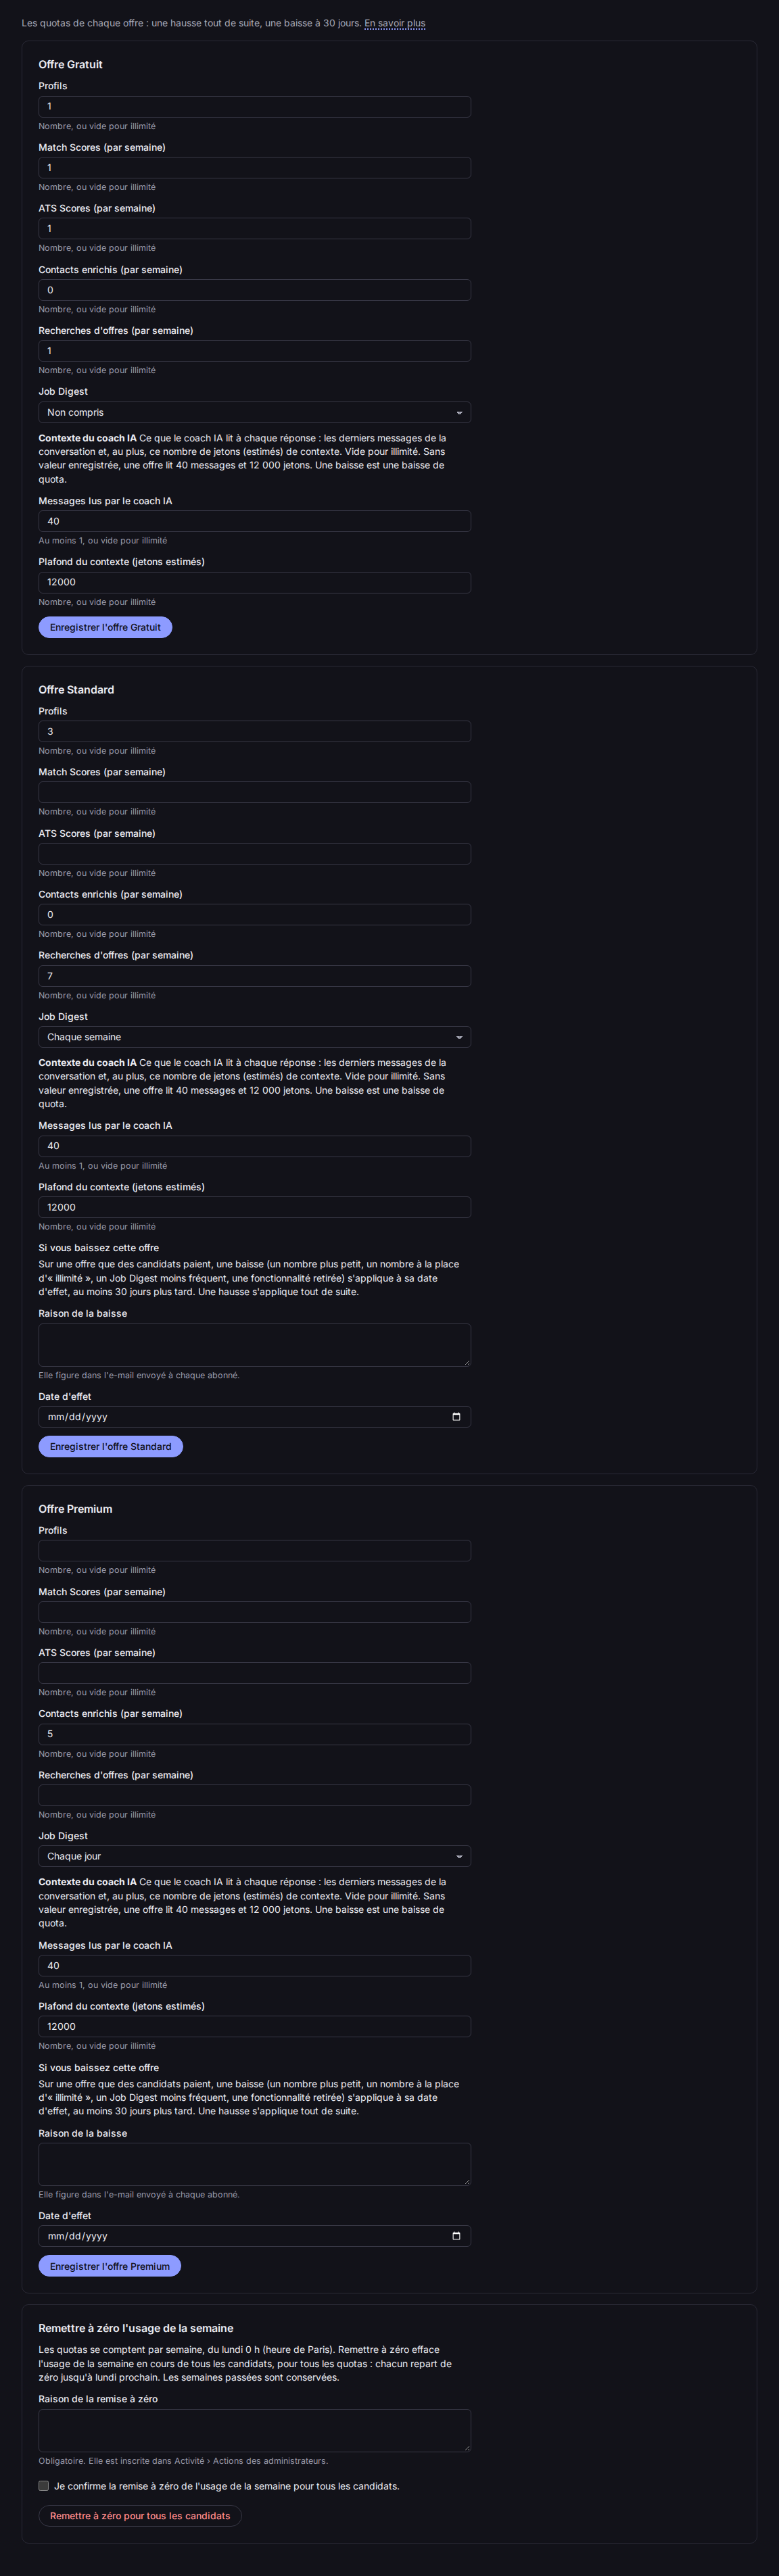 Les quotas de chaque offre : une hausse tout de suite, une baisse à 30 jours. En savoir plus
Offre Gratuit
Profils
1
Nombre, ou vide pour illimité
Match Scores (par semaine)
1
Nombre, ou vide pour illimité
ATS Scores (par semaine)
1
Nombre, ou vide pour illimité
Contacts enrichis (par semaine)
0
Nombre, ou vide pour illimité
Recherches d'offres (par semaine)
1
Nombre, ou vide pour illimité
Job Digest
Non compris
Contexte du coach IA Ce que le coach IA lit à chaque réponse : les derniers messages de la
conversation et, au plus, ce nombre de jetons (estimés) de contexte. Vide pour illimité. Sans
valeur enregistrée, une offre lit 40 messages et 12 000 jetons. Une baisse est une baisse de
quota.
Messages lus par le coach IA
40
Au moins 1, ou vide pour illimité
Plafond du contexte (jetons estimés)
12000
Nombre, ou vide pour illimité
Enregistrer l'offre Gratuit
Offre Standard
Profils
3
Nombre, ou vide pour illimité
Match Scores (par semaine)
Nombre, ou vide pour illimité
ATS Scores (par semaine)
Nombre, ou vide pour illimité
Contacts enrichis (par semaine)
0
Nombre, ou vide pour illimité
Recherches d'offres (par semaine)
7
Nombre, ou vide pour illimité
Job Digest
Chaque semaine
Contexte du coach IA Ce que le coach IA lit à chaque réponse : les derniers messages de la
conversation et, au plus, ce nombre de jetons (estimés) de contexte. Vide pour illimité. Sans
valeur enregistrée, une offre lit 40 messages et 12 000 jetons. Une baisse est une baisse de
quota.
Messages lus par le coach IA
40
Au moins 1, ou vide pour illimité
Plafond du contexte (jetons estimés)
12000
Nombre, ou vide pour illimité
Si vous baissez cette offre
Sur une offre que des candidats paient, une baisse (un nombre plus petit, un nombre à la place
d'« illimité », un Job Digest moins fréquent, une fonctionnalité retirée) s'applique à sa date
d'effet, au moins 30 jours plus tard. Une hausse s'applique tout de suite.
Raison de la baisse
Elle figure dans l'e-mail envoyé à chaque abonné.
Date d'effet
mm/dd/yyyy
Enregistrer l'offre Standard
Offre Premium
Profils
Nombre, ou vide pour illimité
Match Scores (par semaine)
Nombre, ou vide pour illimité
ATS Scores (par semaine)
Nombre, ou vide pour illimité
Contacts enrichis (par semaine)
5
Nombre, ou vide pour illimité
Recherches d'offres (par semaine)
Nombre, ou vide pour illimité
Job Digest
Chaque jour
Contexte du coach IA Ce que le coach IA lit à chaque réponse : les derniers messages de la
conversation et, au plus, ce nombre de jetons (estimés) de contexte. Vide pour illimité. Sans
valeur enregistrée, une offre lit 40 messages et 12 000 jetons. Une baisse est une baisse de
quota.
Messages lus par le coach IA
40
Au moins 1, ou vide pour illimité
Plafond du contexte (jetons estimés)
12000
Nombre, ou vide pour illimité
Si vous baissez cette offre
Sur une offre que des candidats paient, une baisse (un nombre plus petit, un nombre à la place
d'« illimité », un Job Digest moins fréquent, une fonctionnalité retirée) s'applique à sa date
d'effet, au moins 30 jours plus tard. Une hausse s'applique tout de suite.
Raison de la baisse
Elle figure dans l'e-mail envoyé à chaque abonné.
Date d'effet
mm/dd/yyyy
Enregistrer l'offre Premium
Remettre à zéro l'usage de la semaine
Les quotas se comptent par semaine, du lundi 0 h (heure de Paris). Remettre à zéro efface
l'usage de la semaine en cours de tous les candidats, pour tous les quotas : chacun repart de
zéro jusqu'à lundi prochain. Les semaines passées sont conservées.
Raison de la remise à zéro
Obligatoire. Elle est inscrite dans Activité › Actions des administrateurs.
Je confirme la remise à zéro de l'usage de la semaine pour tous les candidats.
Remettre à zéro pour tous les candidats